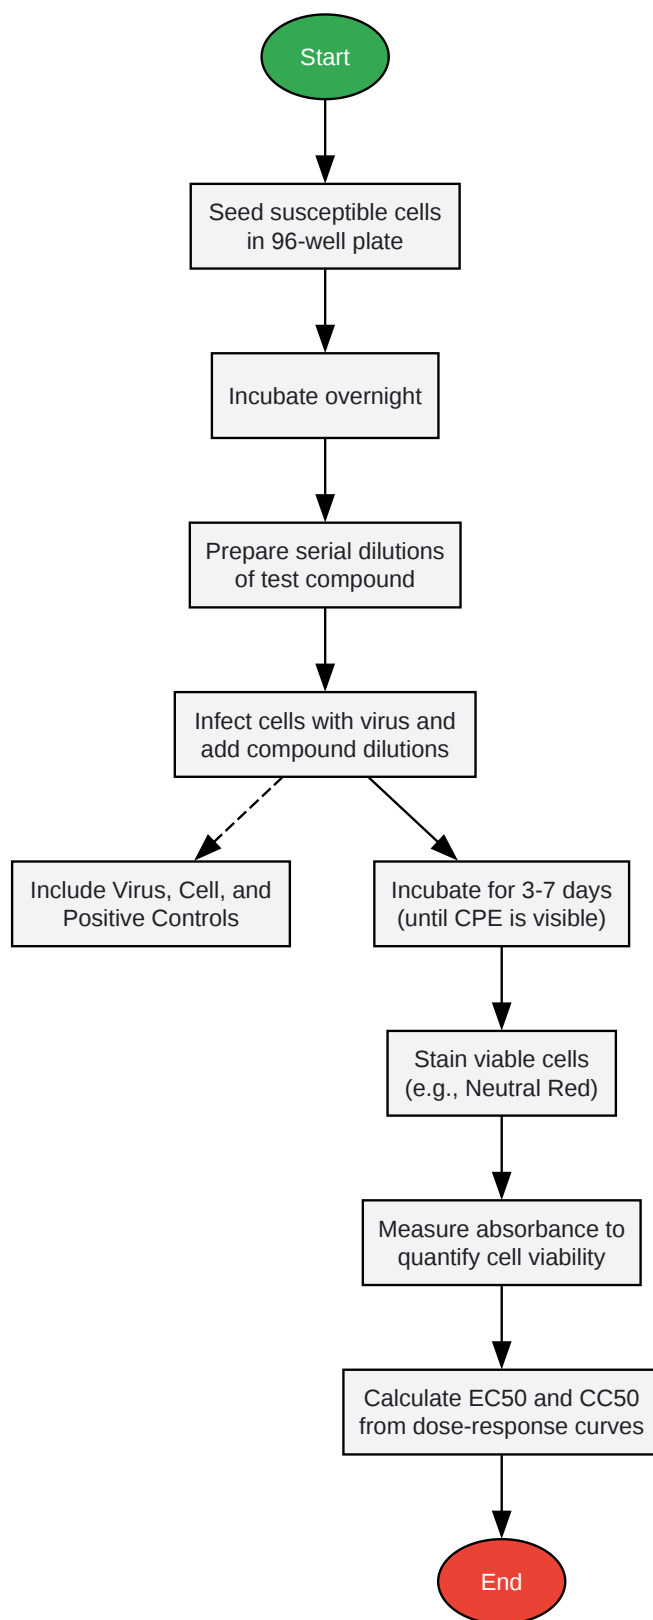 Start
Seed susceptible cells
in 96-well plate
Incubate overnight
Prepare serial dilutions
of test compound
Infect cells with virus and
add compound dilutions
Include Virus, Cell, and
Positive Controls
Incubate for 3-7 days
(until CPE is visible)
Stain viable cells
(e.g., Neutral Red)
Measure absorbance to
quantify cell viability
Calculate EC50 and CC50
from dose-response curves
End